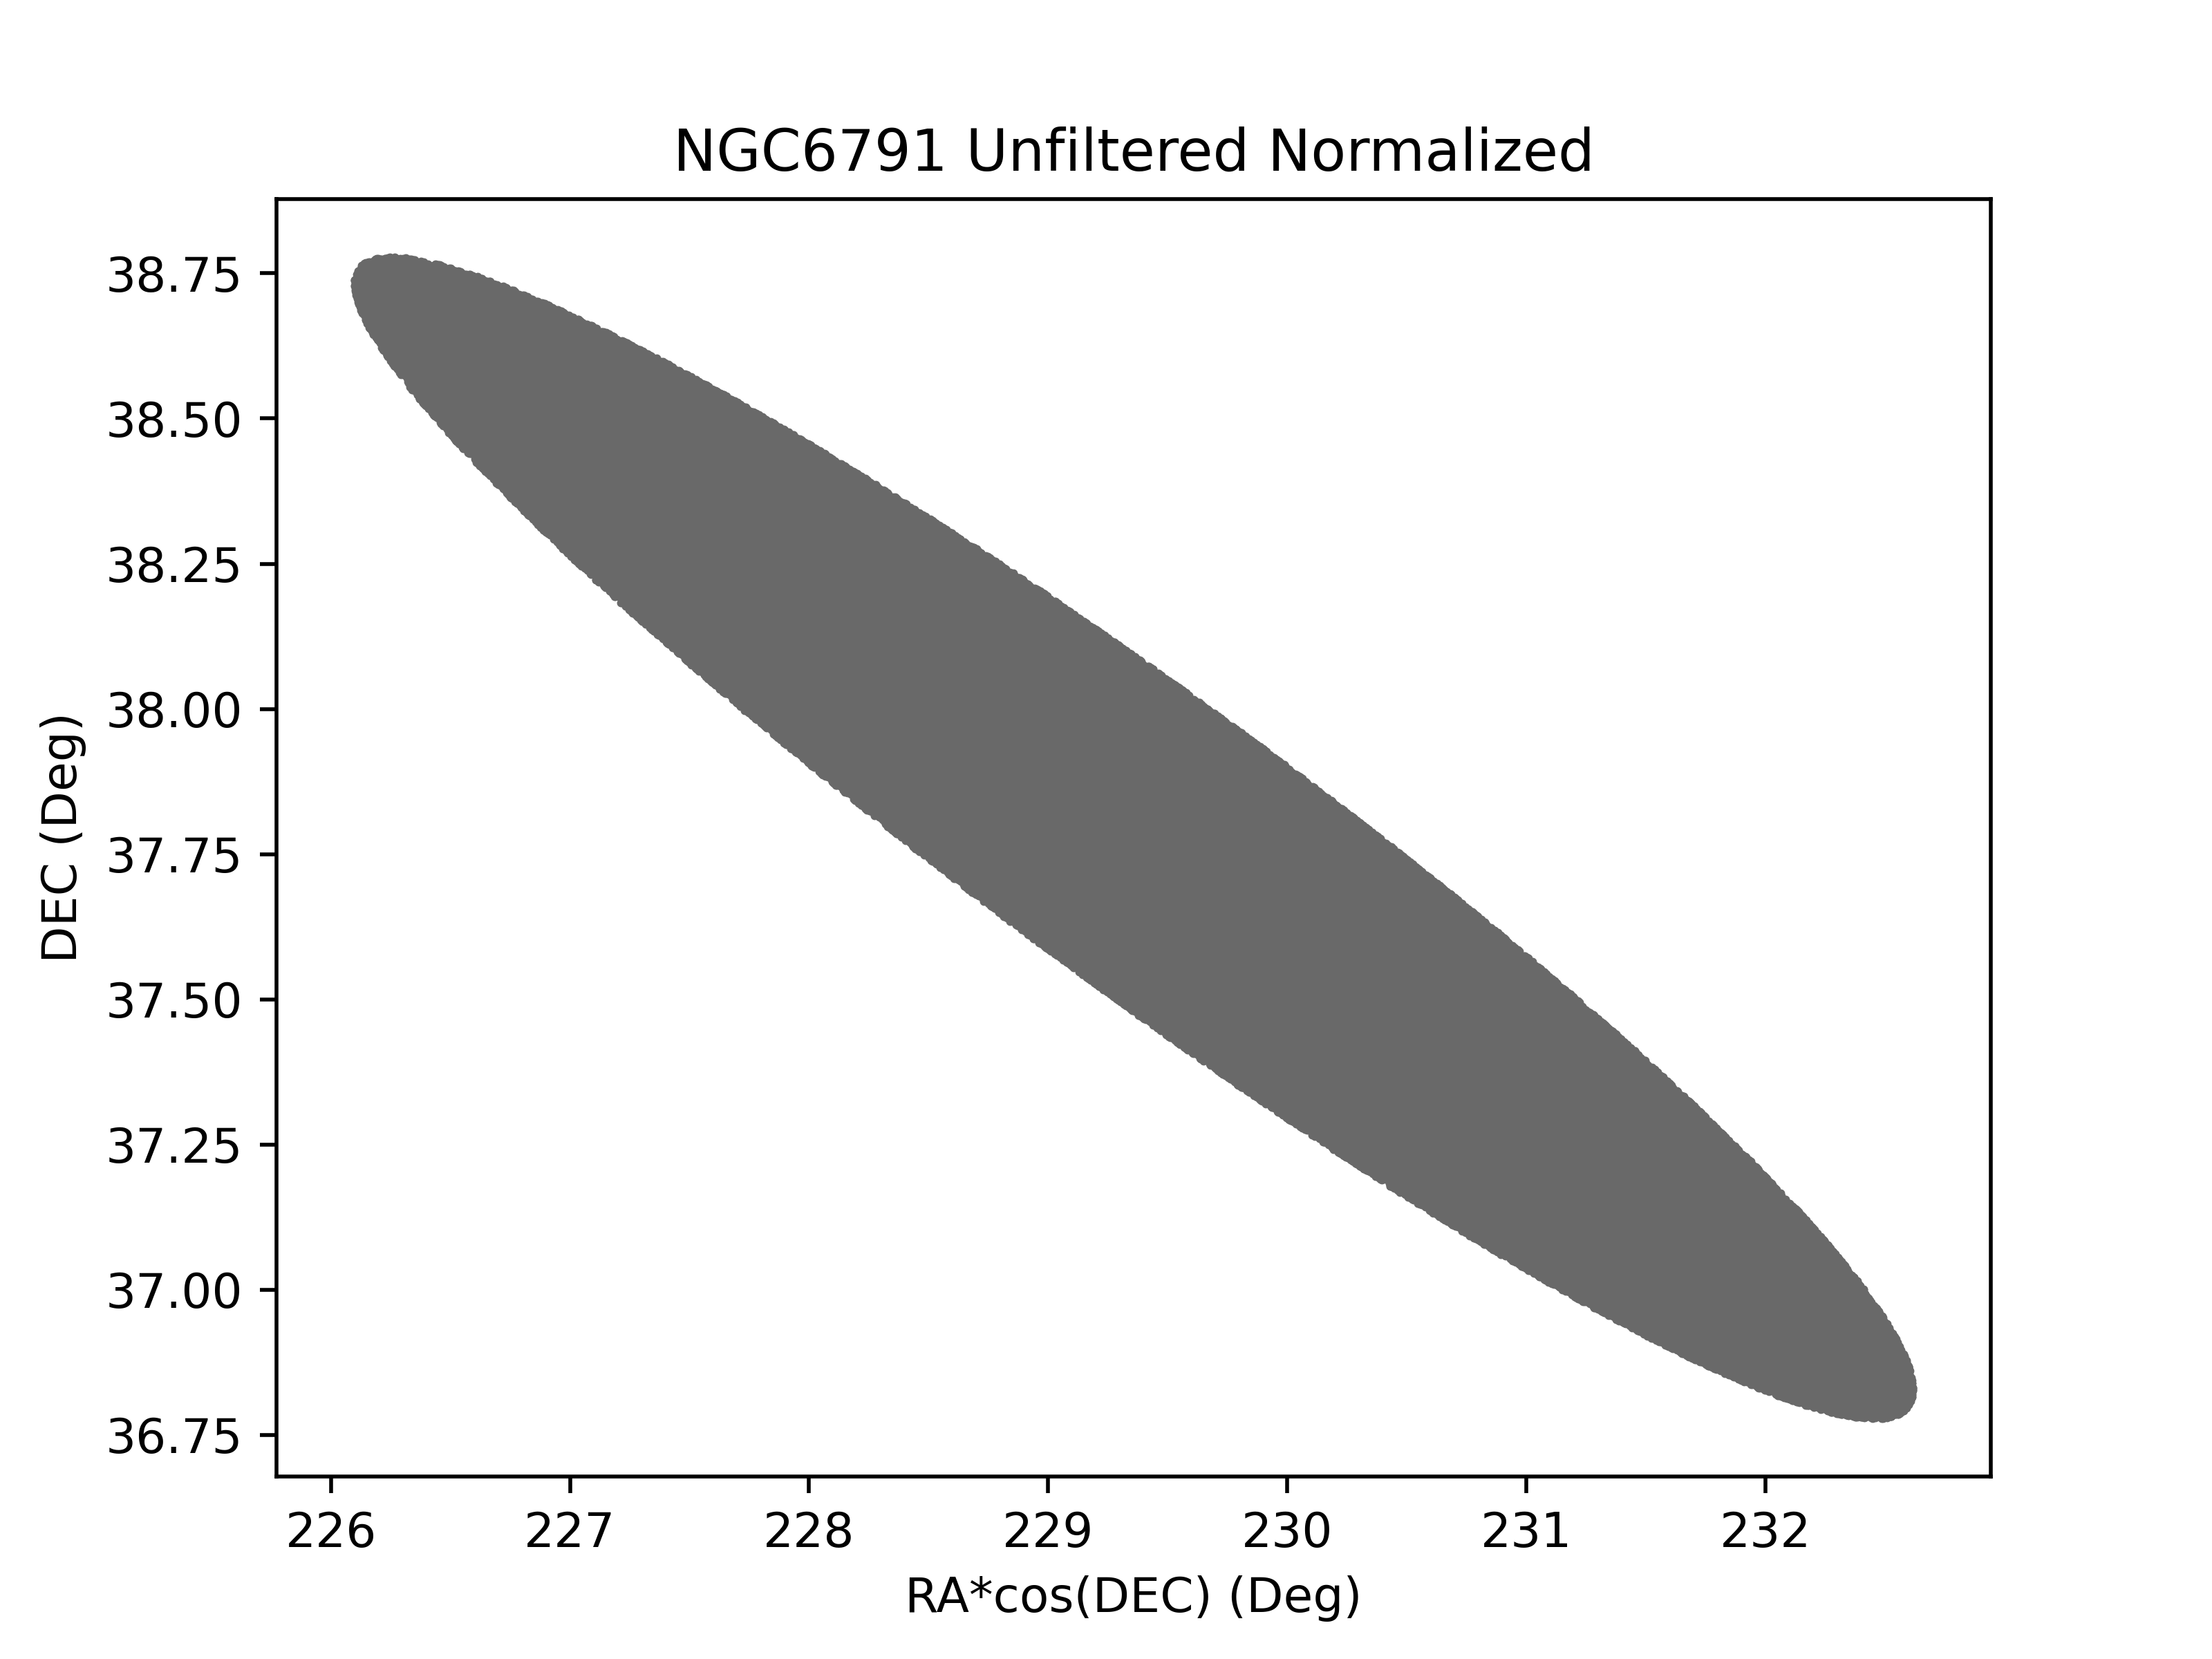 NGC6791 Unfiltered Normalized
38.75
38.50
38.25
38.00
37.75
37.50
37.25
37.00
36.75
DEC (Deg)
226 227 228 229 230 231 232
RA*cos(DEC) (Deg)